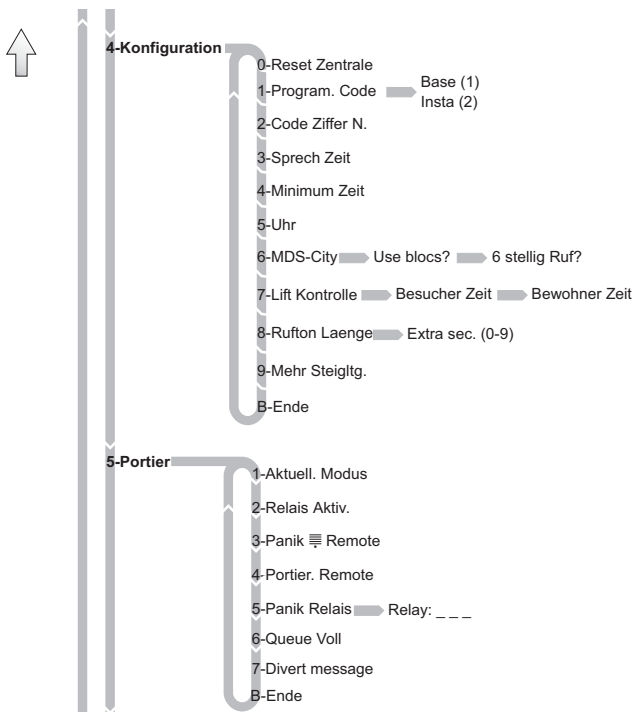 4-Konfiguration
0-Reset Zentrale
1-Program. Code Base (1)
Insta (2)
2-Code Ziffer N.
3-Sprech Zeit
4-Minimum Zeit
5-Uhr
6-MDS-City Use blocs? 6 stellig Ruf?
7-Lift Kontrolle Besucher Zeit Bewohner Zeit
8-Rufton Laenge Extra sec. (0-9)
9-Mehr Steigltg.
B-Ende
5-Portier
1-Aktuell. Modus
2-Relais Aktiv.
3-Panik Remote
4-Portier. Remote
5-Panik Relais Relay: _ _ _
6-Queue Voll
7-Divert message
B-Ende